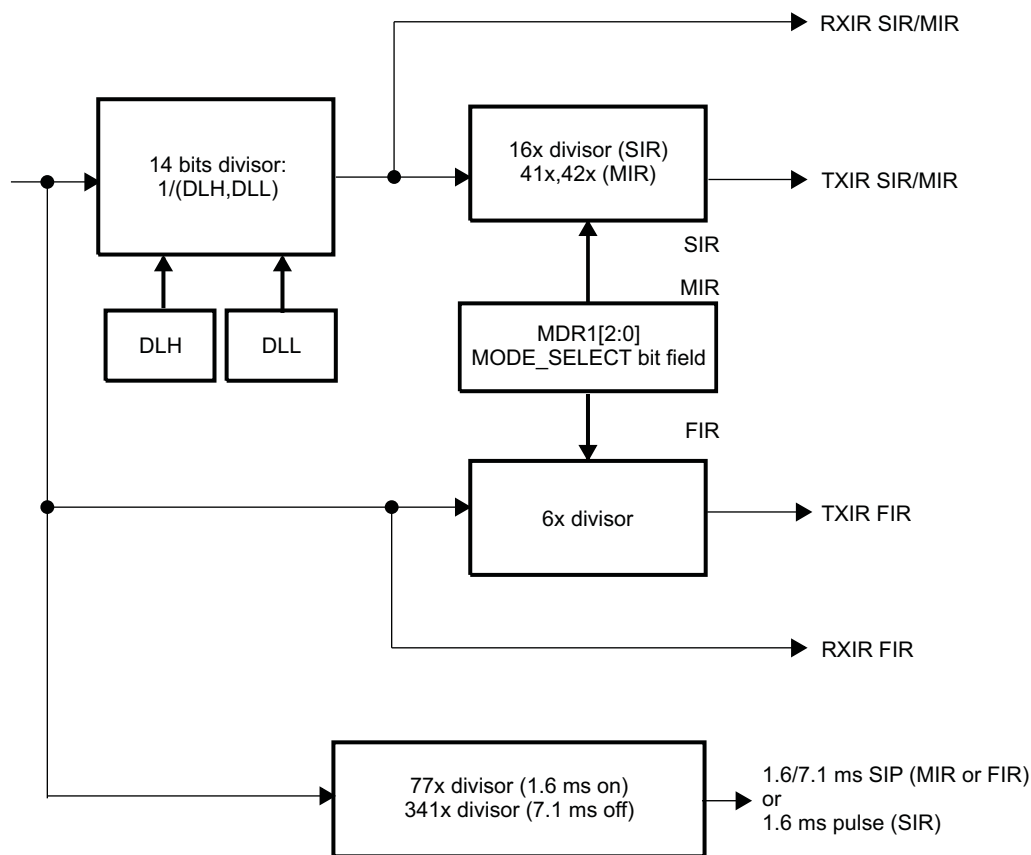 RXIR SIR/MIR
14 bits divisor:
1/(DLH,DLL)
16x divisor (SIR)
41x,42x (MIR)
TXIR SIR/MIR
SIR
MIR
DLH
DLL
MDR1[2:0]
MODE_SELECT bit field
FIR
6x divisor
TXIR FIR
RXIR FIR
77x divisor (1.6 ms on)
341x divisor (7.1 ms off)
1.6/7.1 ms SIP (MIR or FIR)
or
1.6 ms pulse (SIR)